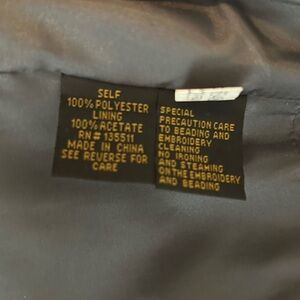 SELF
100% POLYESTER
LINING
100% ACETATE
RN # 135511
MADE IN CHINA
SEE REVERSE FOR
CARE
SPECIAL
PRECAUTION CARE
TO BEADING AND
EMBROIDERY
CLEANING
NO IRONING
AND STEAMING
ON THE EMBROIDERY
AND BEADING